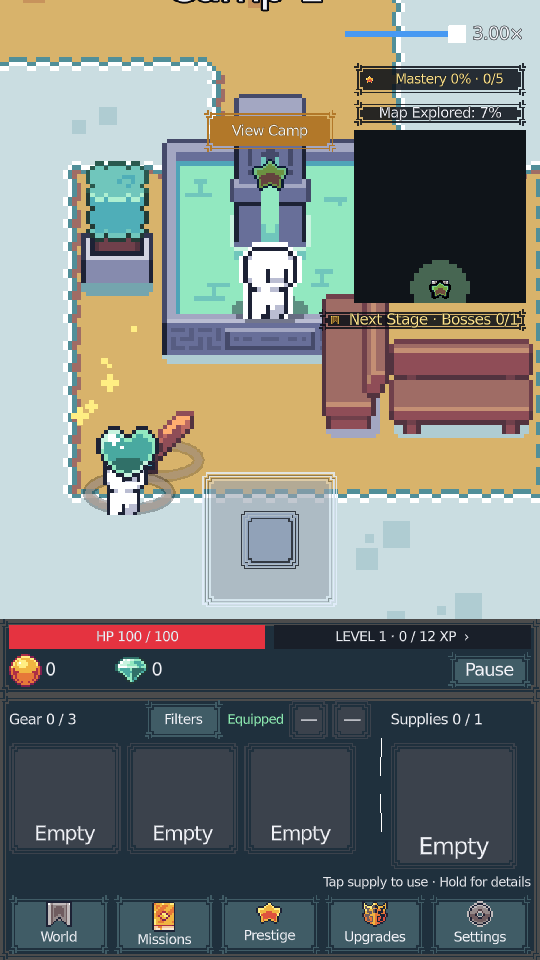 3.00×
Mastery 0% · 0/5
Map Explored: 7%
View Camp
Next Stage · Bosses 0/1
HP 100 / 100
LEVEL 1 · 0 / 12 XP ›
0
0
Pause
Gear 0 / 3
Filters
Equipped
—
—
Supplies 0 / 1
Empty
Empty
Empty
Empty
Tap supply to use · Hold for details
World
Missions
Prestige
Upgrades
Settings